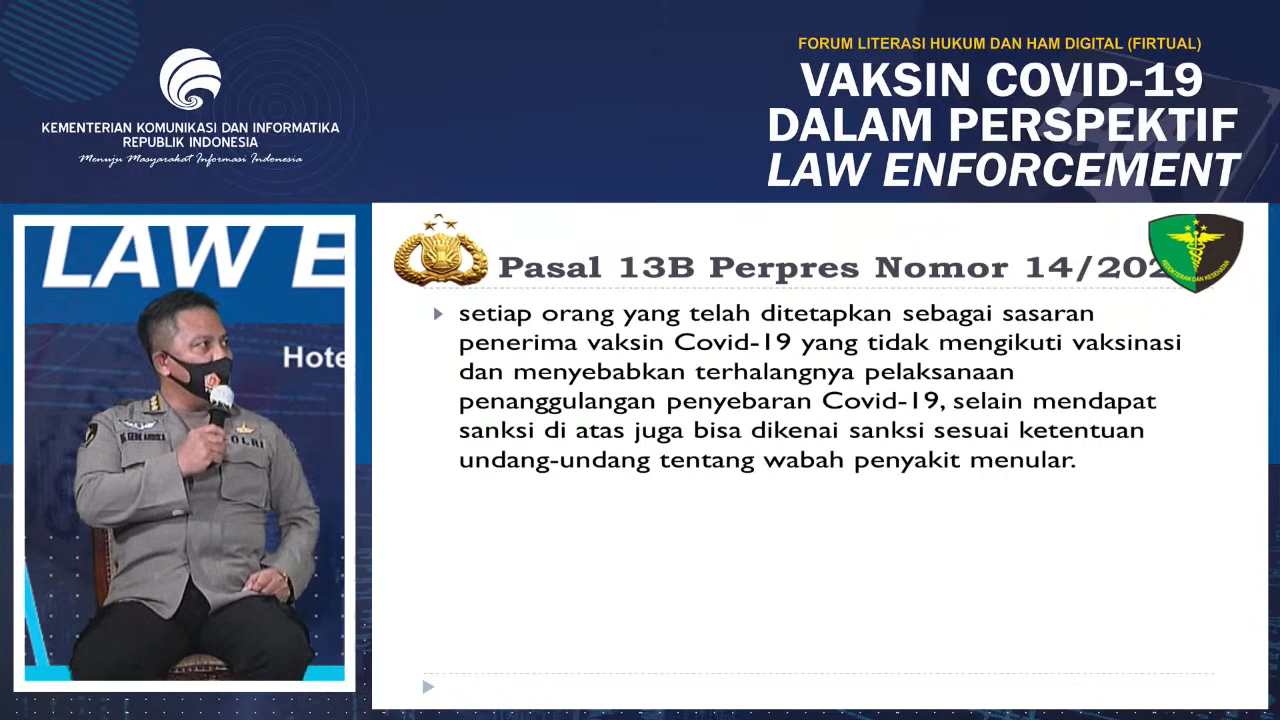 KEMENTERIAN KOMUNIKASI DAN INFORMATIKA
REPUBLIK INDONESIA
Menuju Masyarakat Informasi Indonesia
FORUM LITERASI HUKUM DAN HAM DIGITAL (FIRTUAL)
VAKSIN COVID-19
DALAM PERSPEKTIF
LAW ENFORCEMENT
LAW E
Hote
POLRI
Pasal 13B Perpres Nomor 14/202
setiap orang yang telah ditetapkan sebagai sasaran
penerima vaksin Covid-19 yang tidak mengikuti vaksinasi
dan menyebabkan terhalangnya pelaksanaan
penanggulangan penyebaran Covid-19, selain mendapat
sanksi di atas juga bisa dikenai sanksi sesuai ketentuan
undang-undang tentang wabah penyakit menular.